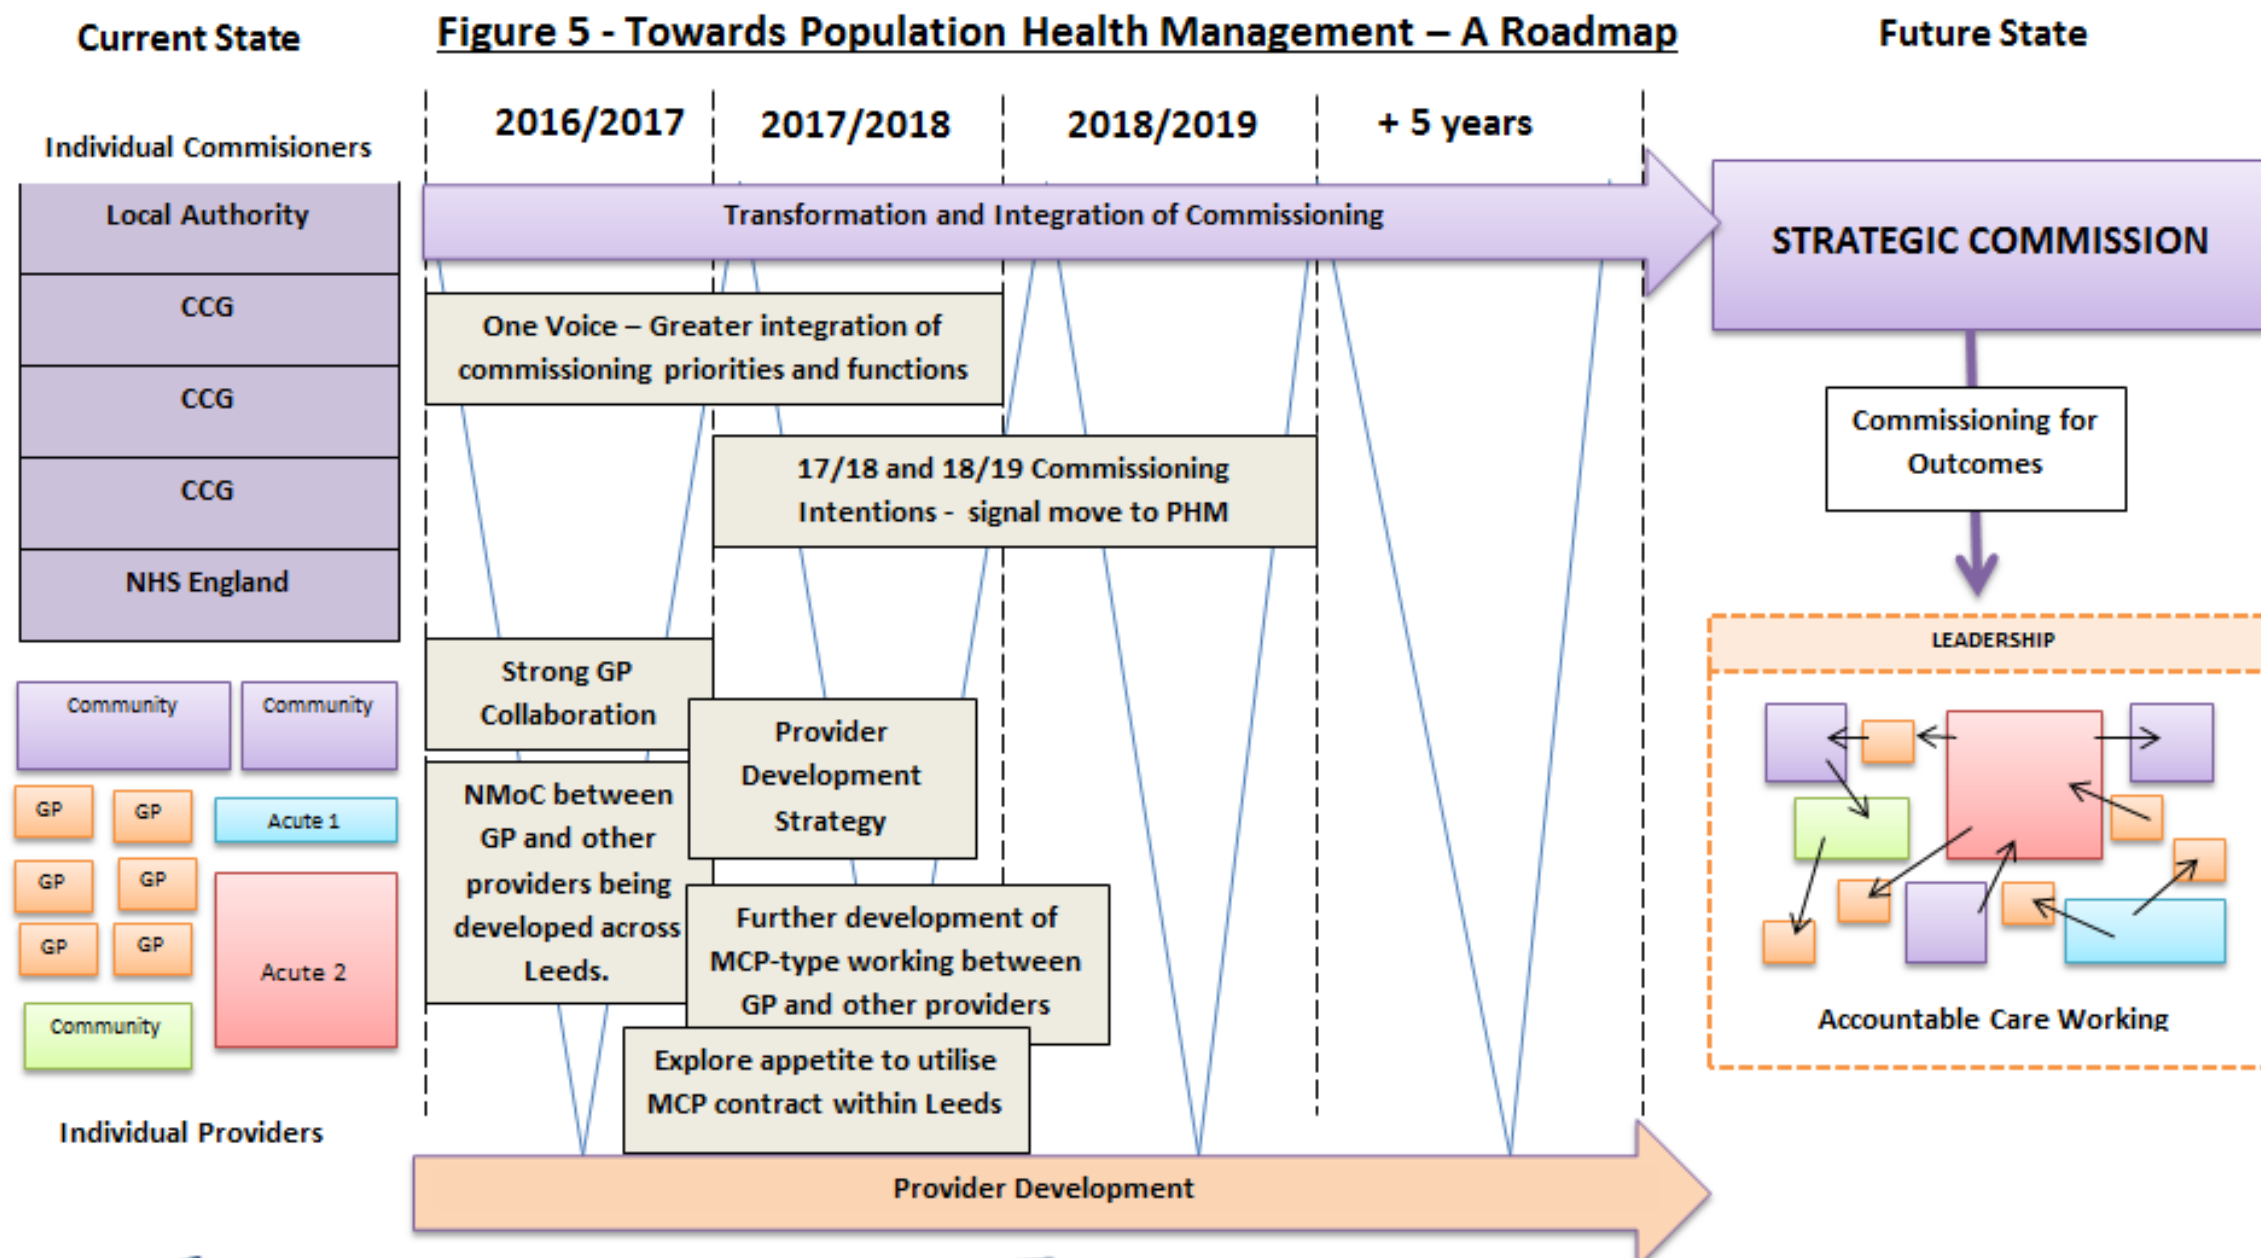 Current State
Figure 5 - Towards Population Health Management – A Roadmap
Future State
2016/2017
2017/2018
2018/2019
+ 5 years
Individual Commisioners
Local Authority
CCG
CCG
CCG
NHS England
Transformation and Integration of Commissioning
STRATEGIC COMMISSION
One Voice – Greater integration of
commissioning priorities and functions
17/18 and 18/19 Commissioning
Intentions - signal move to PHM
Commissioning for
Outcomes
Strong GP
Collaboration
NMoC between
GP and other
providers being
developed across
Leeds.
Provider
Development
Strategy
Further development of
MCP-type working between
GP and other providers
Explore appetite to utilise
MCP contract within Leeds
LEADERSHIP
Accountable Care Working
Community
Community
GP
GP
Acute 1
GP
GP
GP
GP
Acute 2
Community
Individual Providers
Provider Development